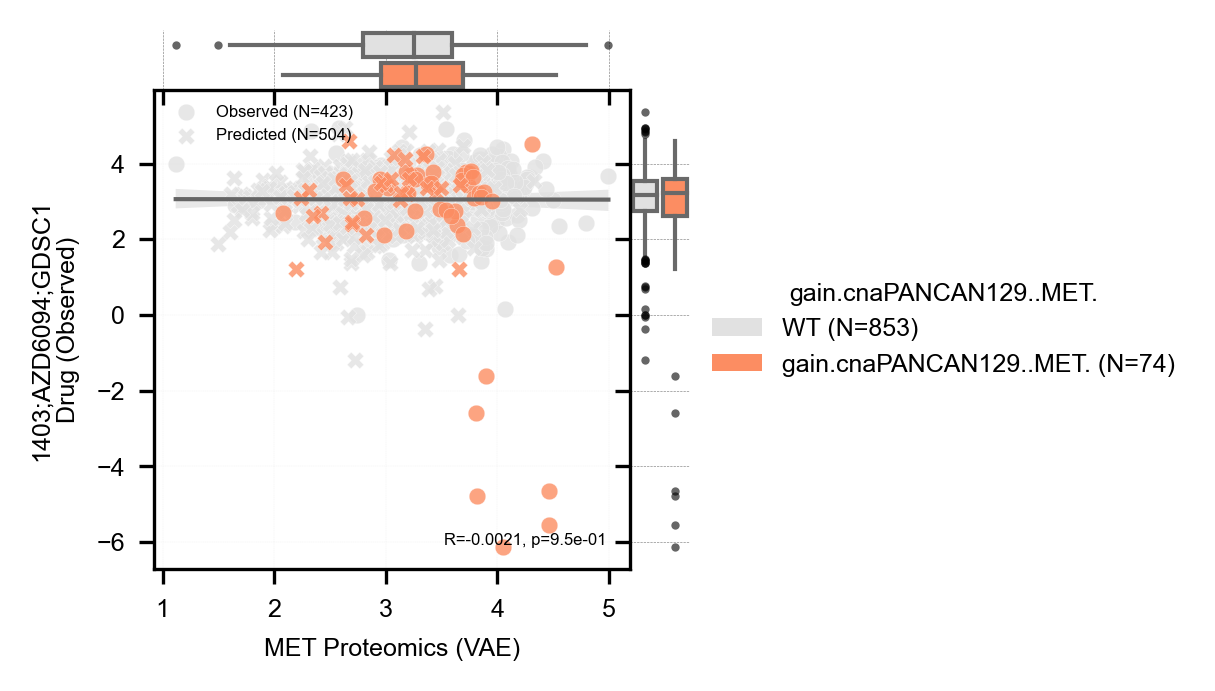 Observed (N=423)
Predicted (N=504)
4
2
0
−2
−4
−6
1403;AZD6094;GDSC1
Drug (Observed)
R=-0.0021, p=9.5e-01
1
2
3
4
5
MET Proteomics (VAE)
gain.cnaPANCAN129..MET.
WT (N=853)
gain.cnaPANCAN129..MET. (N=74)